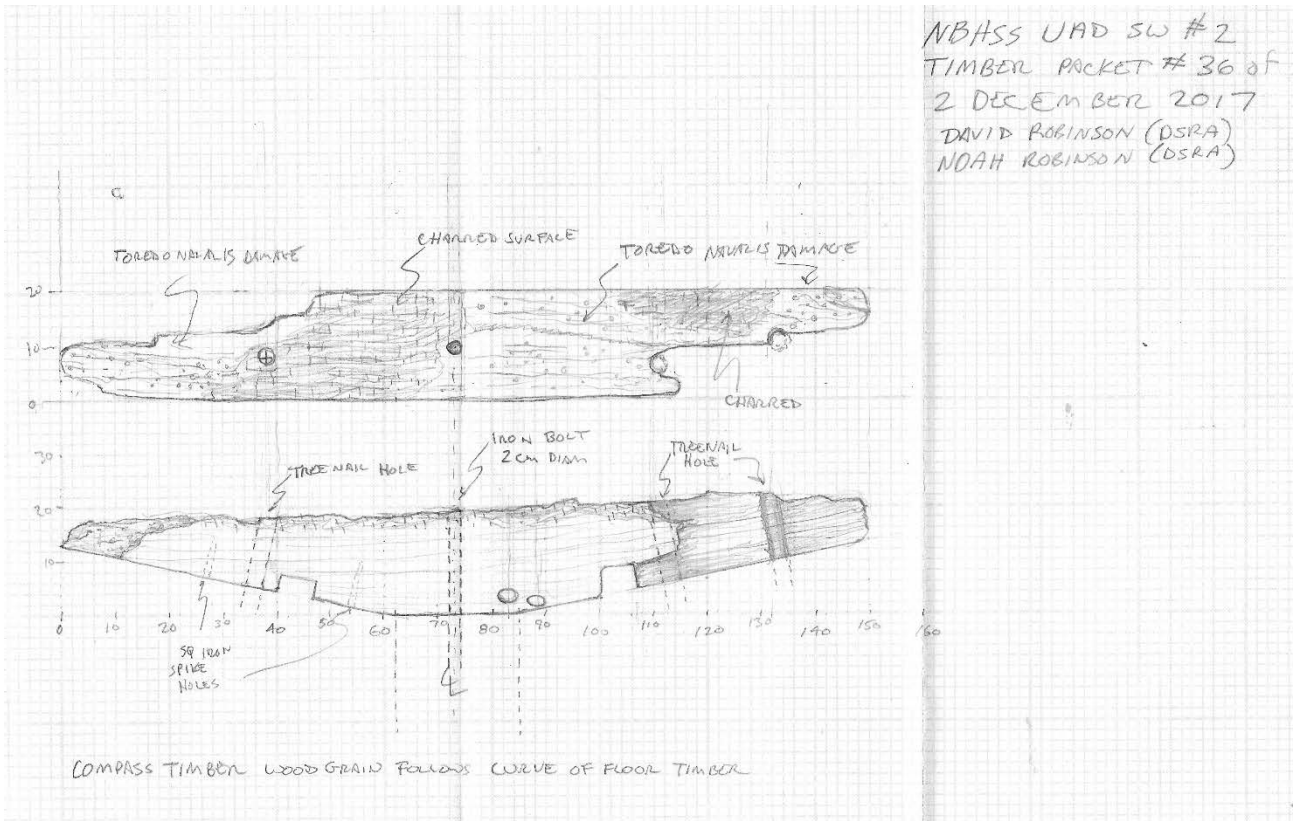 NBHSS UAD SW #2
TIMBER PACKET #36 of
2 DECEMBER 2017
DAVID ROBINSON (DSRA)
NOAH ROBINSON (DSRA)
TOREDO NAVALIS DAMAGE
CHARRED SURFACE
TOREDO NAVALIS DAMAGE
20
10
0
CHARRED
30
20
10
TREENAIL HOLE
IRON BOLT
2 cm DIAM
TREENAIL
HOLE
0 10 20 30 40 50 60 70 80 90 100 110 120 130 140 150 160
SQ IRON
SPIKE
HOLES
COMPASS TIMBER WOOD GRAIN FOLLOWS CURVE OF FLOOR TIMBER